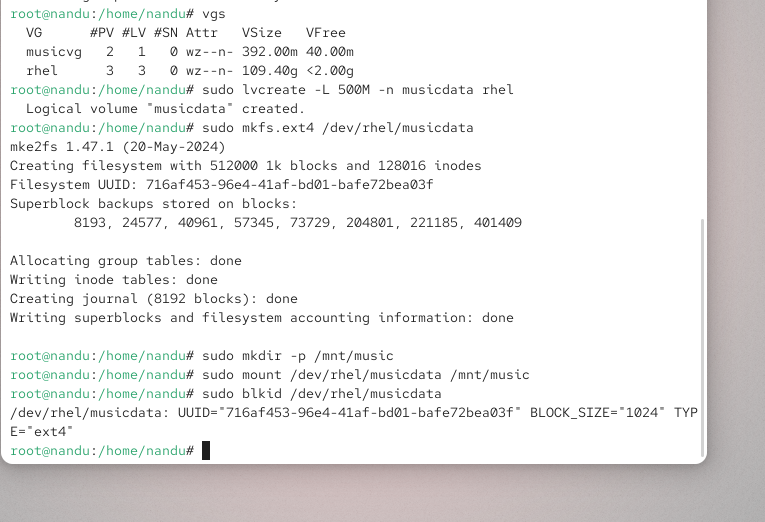 root@nandu:/home/nandu# vgs
  VG      #PV #LV #SN Attr   VSize   VFree
  musicvg   2   1   0 wz--n- 392.00m 40.00m
  rhel      3   3   0 wz--n- 109.40g <2.00g
root@nandu:/home/nandu# sudo lvcreate -L 500M -n musicdata rhel
  Logical volume "musicdata" created.
root@nandu:/home/nandu# sudo mkfs.ext4 /dev/rhel/musicdata
mke2fs 1.47.1 (20-May-2024)
Creating filesystem with 512000 1k blocks and 128016 inodes
Filesystem UUID: 716af453-96e4-41af-bd01-bafe72bea03f
Superblock backups stored on blocks:
        8193, 24577, 40961, 57345, 73729, 204801, 221185, 401409
Allocating group tables: done
Writing inode tables: done
Creating journal (8192 blocks): done
Writing superblocks and filesystem accounting information: done
root@nandu:/home/nandu# sudo mkdir -p /mnt/music
root@nandu:/home/nandu# sudo mount /dev/rhel/musicdata /mnt/music
root@nandu:/home/nandu# sudo blkid /dev/rhel/musicdata
/dev/rhel/musicdata: UUID="716af453-96e4-41af-bd01-bafe72bea03f" BLOCK_SIZE="1024" TYP
E="ext4"
root@nandu:/home/nandu#